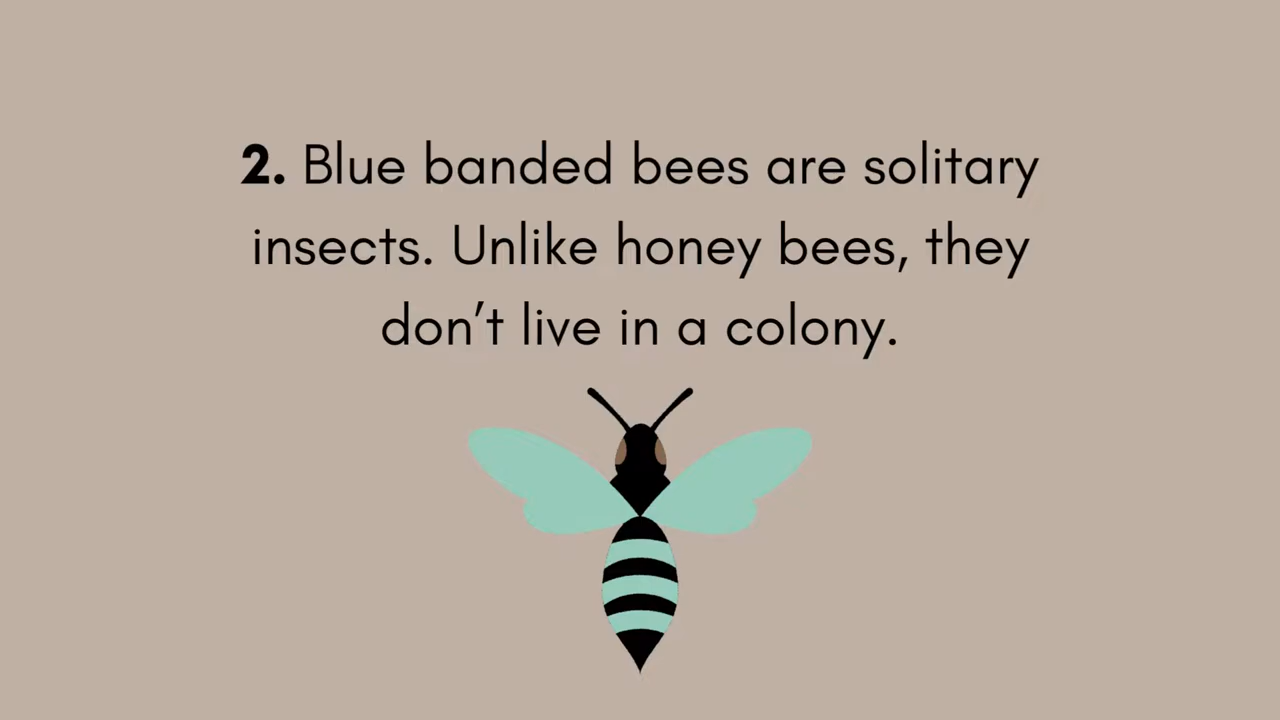 2. Blue banded bees are solitary
insects. Unlike honey bees, they
don’t live in a colony.